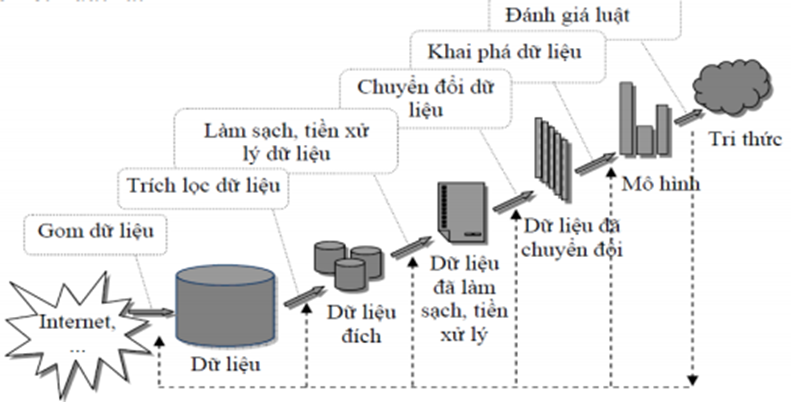 Đánh giá luật
Khai phá dữ liệu
Chuyển đổi dữ
liệu
Làm sạch, tiền xử
lý dữ liệu
Trích lọc dữ liệu
Gom dữ liệu
Internet,
...
Dữ liệu
Dữ liệu
đích
Dữ liệu
đã làm
sạch, tiền
xử lý
Dữ liệu đã
chuyển đổi
Mô hình
Tri thức